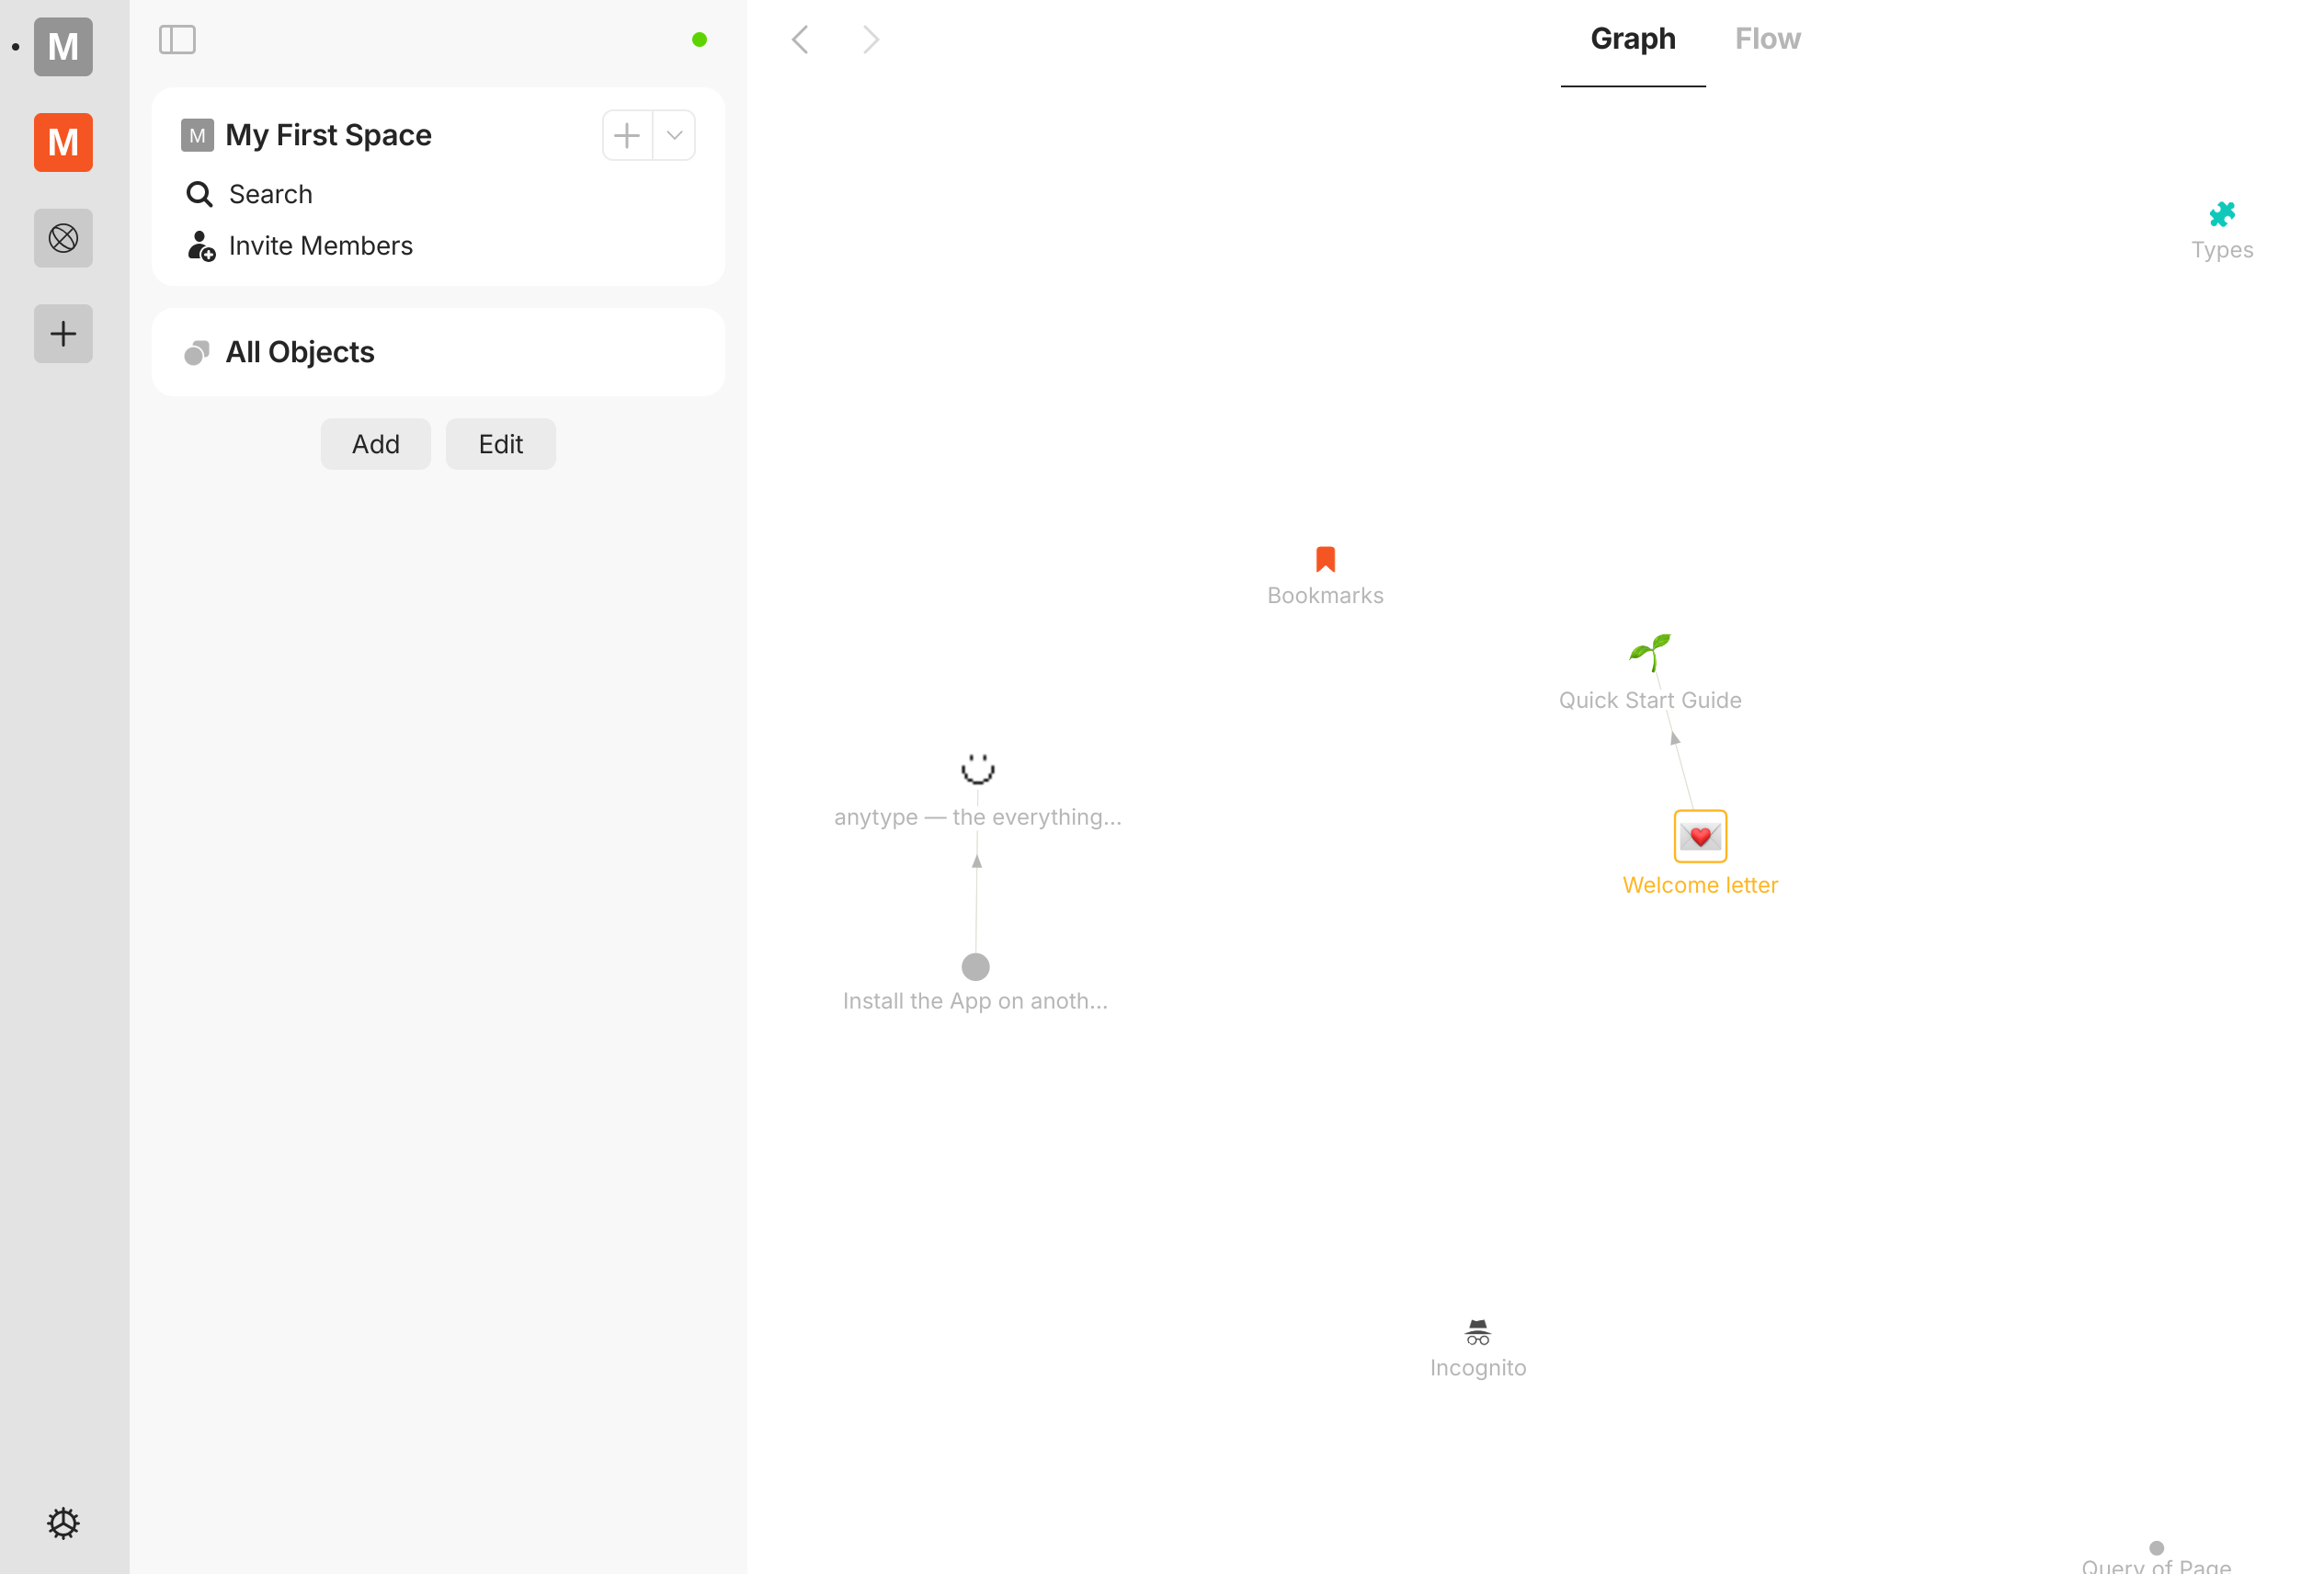 M
M
M My First Space
Search
Invite Members
All Objects
Add Edit
Graph Flow
Types
Bookmarks
Quick Start Guide
anytype — the everything...
Welcome letter
Install the App on anoth...
Incognito
Query of Page